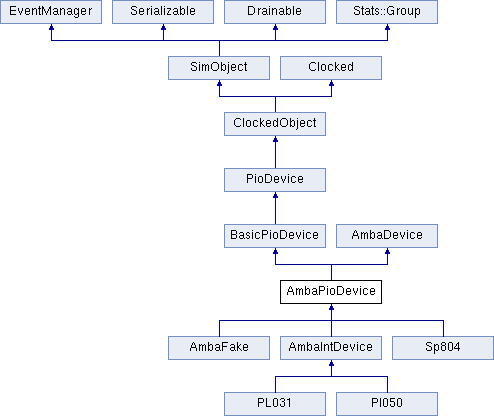 EventManager Serializable Drainable Stats::Group
SimObject Clocked
ClockedObject
PioDevice
BasicPioDevice AmbaDevice
AmbaPioDevice
AmbaFake AmbaIntDevice Sp804
PL031 Pl050